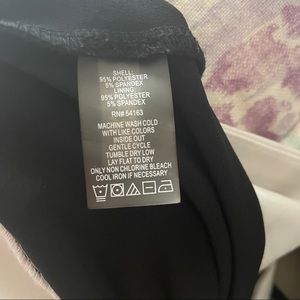 SHELL:
95% POLYESTER
5% SPANDEX
LINING:
95% POLYESTER
5% SPANDEX
RN# 54163
MACHINE WASH COLD
WITH LIKE COLORS
INSIDE OUT
GENTLE CYCLE
TUMBLE DRY LOW
LAY FLAT TO DRY
ONLY NON CHLORINE BLEACH
COOL IRON IF NECESSARY